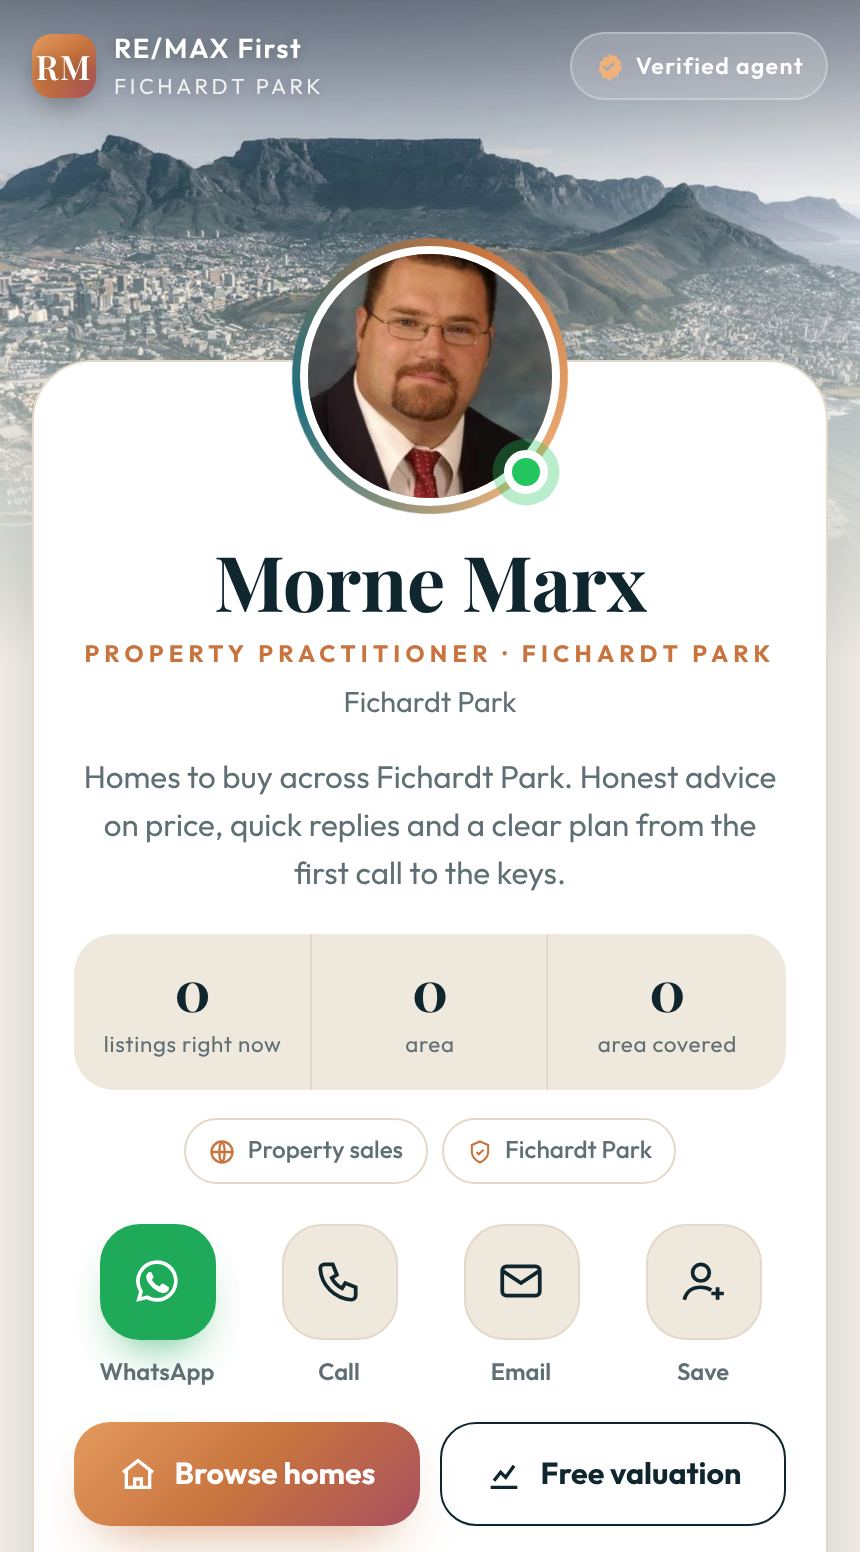 RM
RE/MAX First
FICHARDT PARK
Verified agent
Morne Marx
PROPERTY PRACTITIONER · FICHARDT PARK
Fichardt Park
Homes to buy across Fichardt Park. Honest advice
on price, quick replies and a clear plan from the
first call to the keys.
0 0 0
listings right now area area covered
Property sales Fichardt Park
WhatsApp Call Email Save
Browse homes Free valuation